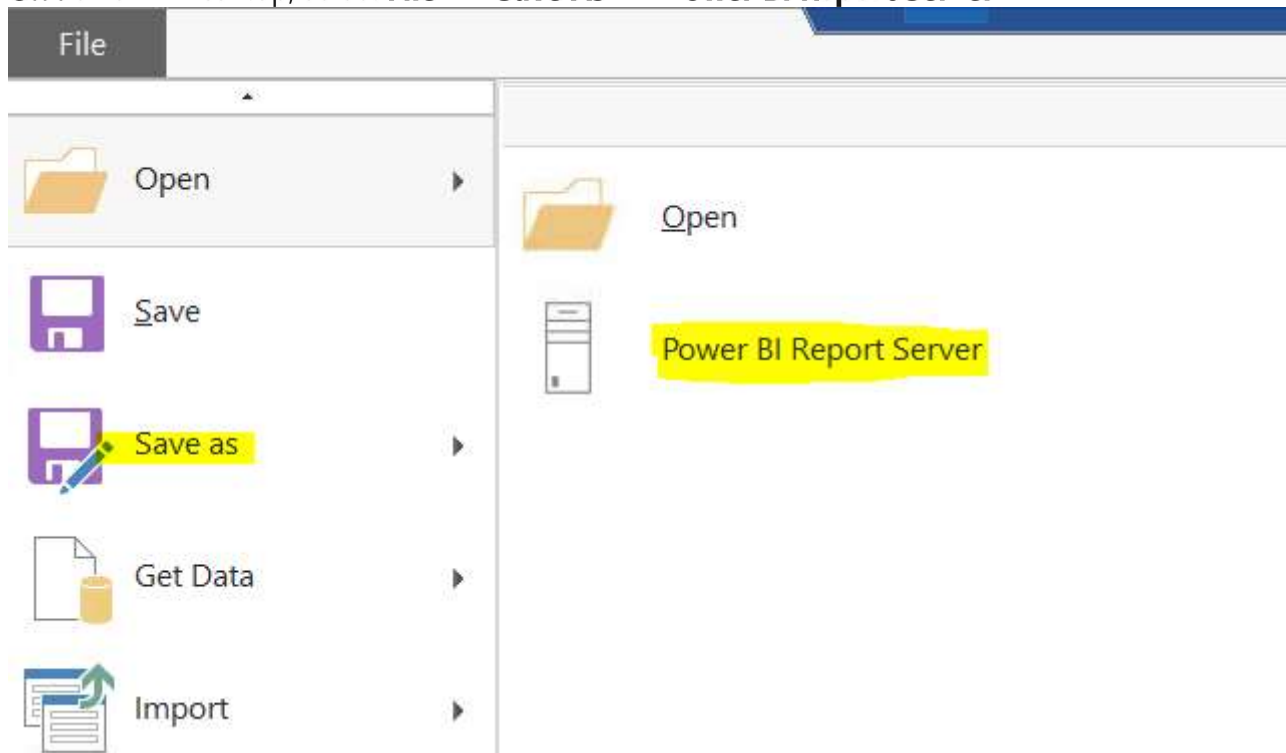 File
Open
Open
Save
Power BI Report Server
Save as
Get Data
Import